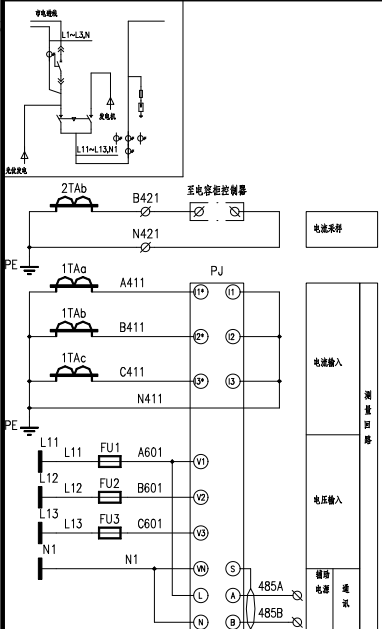 市电进线
L1~L3,N
发电机
L11~L13,N1
光伏发电
2TAb
B421
至电容柜控制器
N421
电流采样
PE
PJ
1TAa
A411
I1*
I1
1TAb
B411
I2*
I2
1TAc
C411
I3*
I3
电流输入
N411
PE
测量回路
L11
L11
FU1
A601
V1
L12
L12
FU2
B601
V2
电压输入
L13
L13
FU3
C601
V3
N1
N1
VN
S
辅助电源
通讯
L
A
485A
N
B
485B